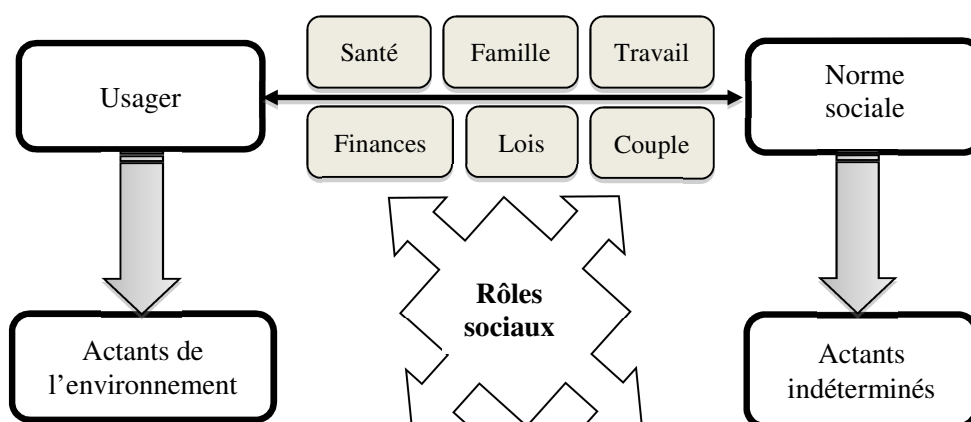 Santé
Famille
Travail
Usager
Norme
sociale
Finances
Lois
Couple
Rôles
sociaux
Actants de
l’environnement
Actants
indéterminés